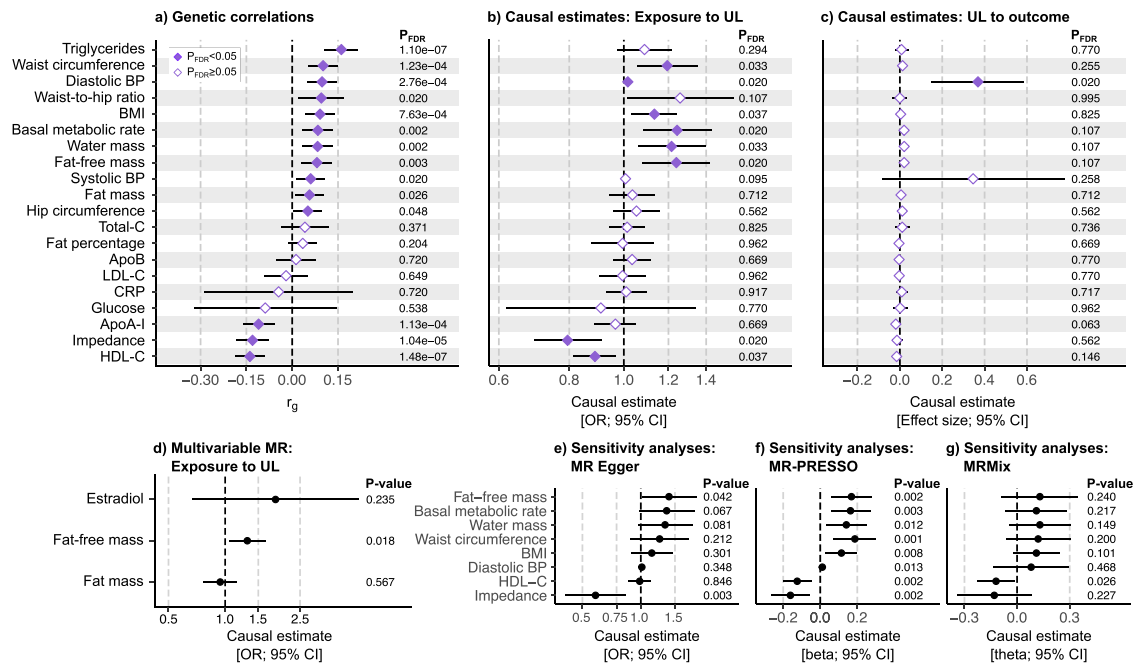 a) Genetic correlations
P_FDR
P_FDR<0.05
P_FDR≥0.05
Triglycerides 1.10e−07
Waist circumference 1.23e−04
Diastolic BP 2.76e−04
Waist-to-hip ratio 0.020
BMI 7.63e−04
Basal metabolic rate 0.002
Water mass 0.002
Fat-free mass 0.003
Systolic BP 0.020
Fat mass 0.026
Hip circumference 0.048
Total-C 0.371
Fat percentage 0.204
ApoB 0.720
LDL-C 0.649
CRP 0.720
Glucose 0.538
ApoA-I 1.13e−04
Impedance 1.04e−05
HDL-C 1.48e−07
−0.30 −0.15 0.00 0.15
r_g
b) Causal estimates: Exposure to UL
P_FDR
0.294
0.033
0.020
0.107
0.037
0.020
0.033
0.020
0.095
0.712
0.562
0.825
0.962
0.669
0.962
0.917
0.770
0.669
0.020
0.037
0.6 0.8 1.0 1.4
Causal estimate
[OR; 95% CI]
c) Causal estimates: UL to outcome
P_FDR
0.770
0.255
0.020
0.995
0.825
0.107
0.107
0.107
0.258
0.712
0.562
0.736
0.669
0.770
0.770
0.717
0.962
0.063
0.562
0.146
−0.2 0.0 0.2 0.4 0.6
Causal estimate
[Effect size; 95% CI]
d) Multivariable MR:
Exposure to UL
P-value
Estradiol 0.235
Fat-free mass 0.018
Fat mass 0.567
0.5 1.0 1.5 2.5
Causal estimate
[OR; 95% CI]
e) Sensitivity analyses:
MR Egger
P-value
Fat−free mass 0.042
Basal metabolic rate 0.067
Water mass 0.081
Waist circumference 0.212
BMI 0.301
Diastolic BP 0.348
HDL−C 0.846
Impedance 0.003
0.5 0.75 1.0 1.5
Causal estimate
[OR; 95% CI]
f) Sensitivity analyses:
MR-PRESSO
P-value
0.002
0.003
0.012
0.001
0.008
0.013
0.002
0.002
−0.2 0.0 0.2
Causal estimate
[beta; 95% CI]
g) Sensitivity analyses:
MRMix
P-value
0.240
0.217
0.149
0.200
0.101
0.468
0.026
0.227
−0.3 0.0 0.3
Causal estimate
[theta; 95% CI]